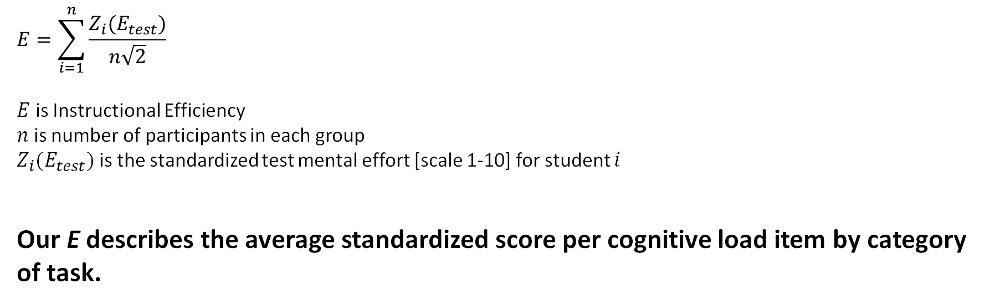 E = \sum_{i=1}^{n} \frac{Z_i(E_{test})}{n\sqrt{2}}
E is Instructional Efficiency
n is number of participants in each group
Z_i(E_{test}) is the standardized test mental effort [scale 1-10] for student i
Our E describes the average standardized score per cognitive load item by category
of task.